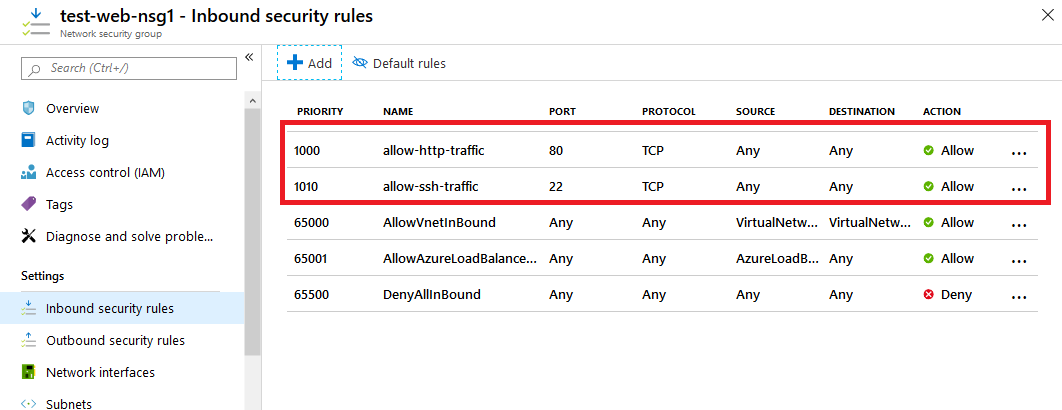 test-web-nsg1 - Inbound security rules
Network security group
Search (Ctrl+/)
Overview
Activity log
Access control (IAM)
Tags
Diagnose and solve proble...
Settings
Inbound security rules
Outbound security rules
Network interfaces
Subnets
Add Default rules
PRIORITY NAME PORT PROTOCOL SOURCE DESTINATION ACTION
1000 allow-http-traffic 80 TCP Any Any Allow ...
1010 allow-ssh-traffic 22 TCP Any Any Allow ...
65000 AllowVnetInBound Any Any VirtualNetw... VirtualNetw... Allow ...
65001 AllowAzureLoadBalance... Any Any AzureLoadB... Any Allow ...
65500 DenyAllInBound Any Any Any Any Deny ...